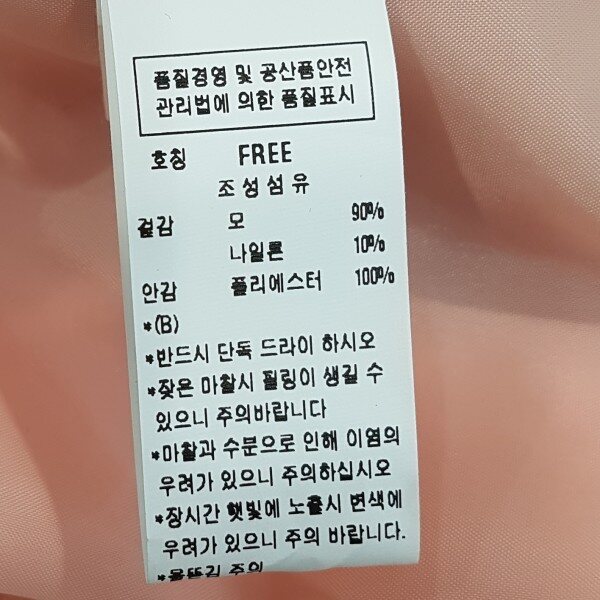 품질경영 및 공산품안전
관리법에 의한 품질표시
호칭 FREE
조성섬유
겉감 모 90%
나일론 10%
안감 폴리에스터 100%
*(B)
*반드시 단독 드라이 하시오
*잦은 마찰시 필링이 생길 수
있으니 주의바랍니다
*마찰과 수분으로 인해 이염의
우려가 있으니 주의하십시오
*장시간 햇빛에 노출시 변색에
우려가 있으니 주의 바랍니다.
*올뜯김 주의